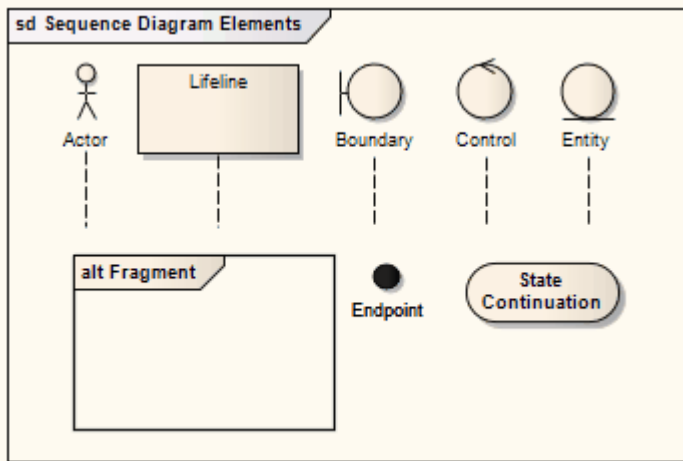 sd Sequence Diagram Elements
Lifeline
Actor
Boundary
Control
Entity
alt Fragment
Endpoint
State
Continuation